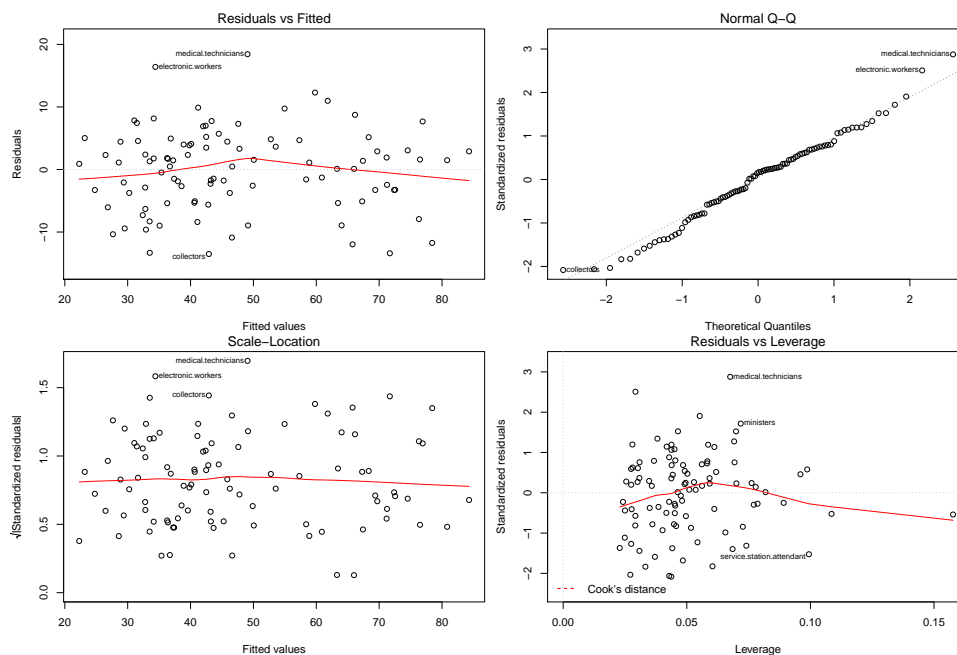 Residuals vs Fitted
Residuals
20
10
0
−10
medical.technicians
electronic.workers
collectors
20 30 40 50 60 70 80
Fitted values
Normal Q−Q
Standardized residuals
3
2
1
0
−1
−2
medical.technicians
electronic.workers
collectors
−2 −1 0 1 2
Theoretical Quantiles
Scale−Location
√|Standardized residuals|
1.5
1.0
0.5
0.0
medical.technicians
electronic.workers
collectors
20 30 40 50 60 70 80
Fitted values
Residuals vs Leverage
Standardized residuals
3
2
1
0
−1
−2
medical.technicians
ministers
service.station.attendant
Cook's distance
0.00 0.05 0.10 0.15
Leverage